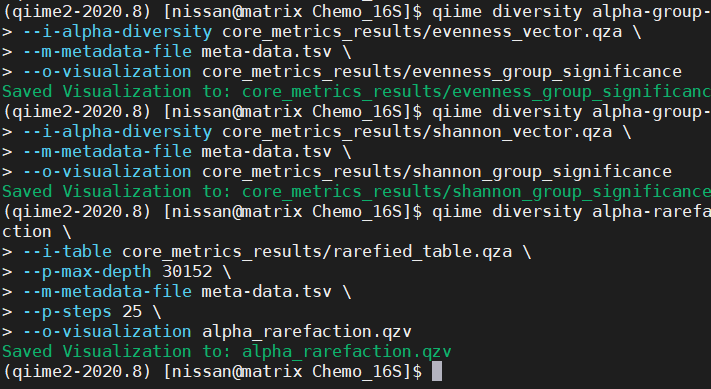 (qiime2-2020.8) [nissan@matrix Chemo_16S]$ qiime diversity alpha-group-
> --i-alpha-diversity core_metrics_results/evenness_vector.qza \
> --m-metadata-file meta-data.tsv \
> --o-visualization core_metrics_results/evenness_group_significance
Saved Visualization to: core_metrics_results/evenness_group_significanc
(qiime2-2020.8) [nissan@matrix Chemo_16S]$ qiime diversity alpha-group-
> --i-alpha-diversity core_metrics_results/shannon_vector.qza \
> --m-metadata-file meta-data.tsv \
> --o-visualization core_metrics_results/shannon_group_significance
Saved Visualization to: core_metrics_results/shannon_group_significance
(qiime2-2020.8) [nissan@matrix Chemo_16S]$ qiime diversity alpha-rarefa
ction \
> --i-table core_metrics_results/rarefied_table.qza \
> --p-max-depth 30152 \
> --m-metadata-file meta-data.tsv \
> --p-steps 25 \
> --o-visualization alpha_rarefaction.qzv
Saved Visualization to: alpha_rarefaction.qzv
(qiime2-2020.8) [nissan@matrix Chemo_16S]$